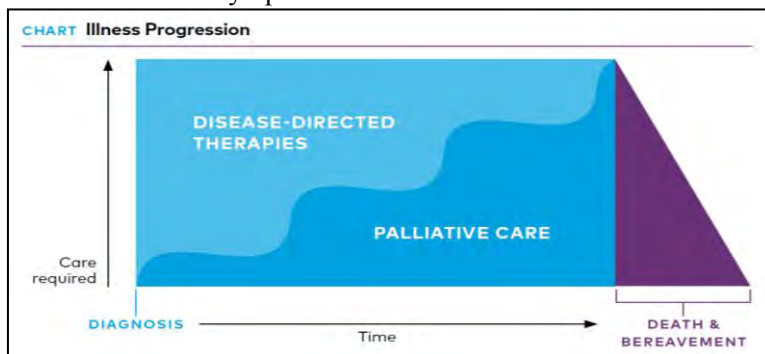 CHART Illness Progression
DISEASE-DIRECTED
THERAPIES
PALLIATIVE CARE
Care
required
DIAGNOSIS
Time
DEATH &
BEREAVEMENT